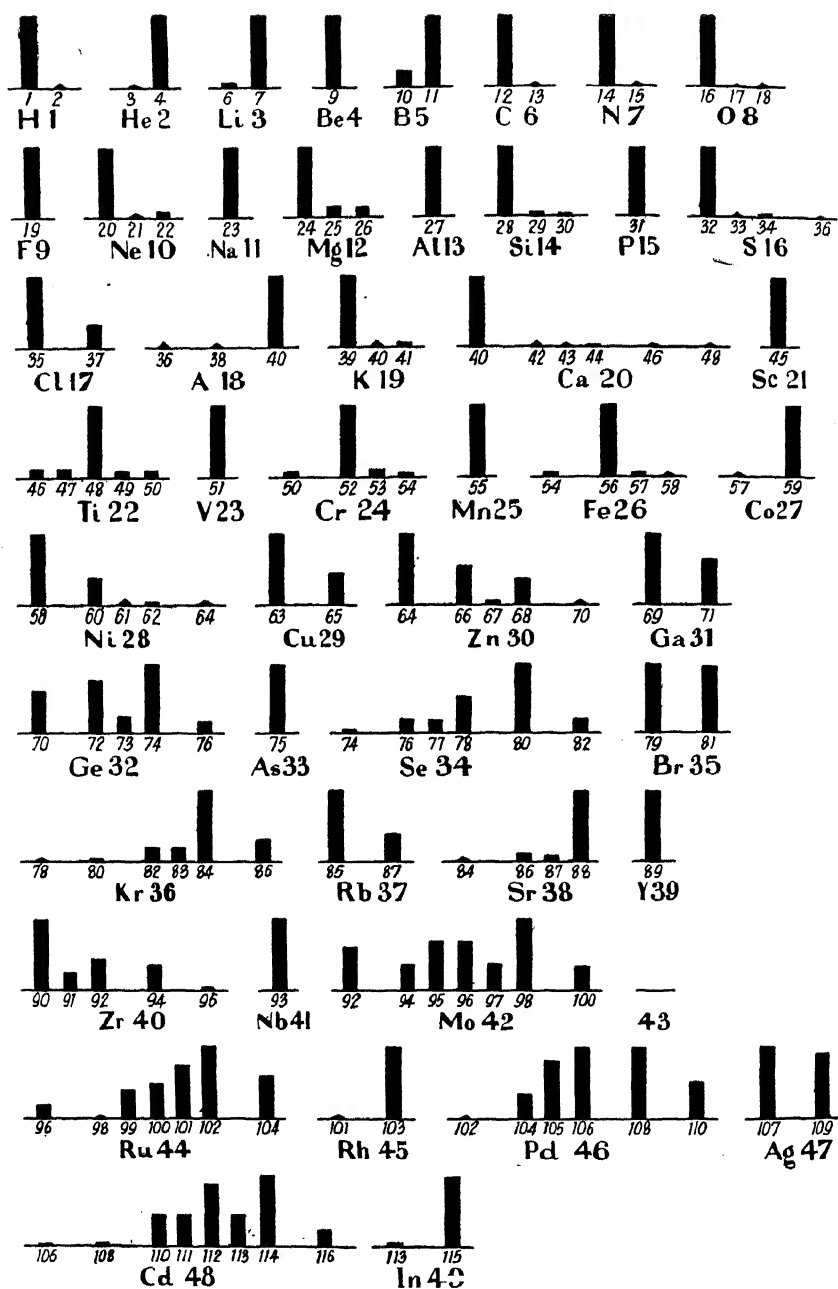 1 2 3 4 6 7 9 10 11 12 13 14 15 16 17 18
H 1 He 2 Li 3 Be 4 B 5 C 6 N 7 O 8
19 20 21 22 23 24 25 26 27 28 29 30 31 32 33 34 36
F 9 Ne 10 Na 11 Mg 12 Al 13 Si 14 P 15 S 16
35 37 36 38 40 39 40 41 40 42 43 44 46 48 45
Cl 17 A 18 K 19 Ca 20 Sc 21
46 47 48 49 50 51 50 52 53 54 55 54 56 57 58 57 59
Ti 22 V 23 Cr 24 Mn 25 Fe 26 Co 27
58 60 61 62 64 63 65 64 66 67 68 70 69 71
Ni 28 Cu 29 Zn 30 Ga 31
70 72 73 74 76 75 74 76 77 78 80 82 79 81
Ge 32 As 33 Se 34 Br 35
78 80 82 83 84 86 85 87 84 86 87 88 89
Kr 36 Rb 37 Sr 38 Y 39
90 91 92 94 96 93 92 94 95 96 97 98 100
Zr 40 Nb 41 Mo 42 43
96 98 99 100 101 102 104 101 103 102 104 105 106 108 110 107 109
Ru 44 Rh 45 Pd 46 Ag 47
106 108 110 111 112 113 114 116 113 115
Cd 48 In 4